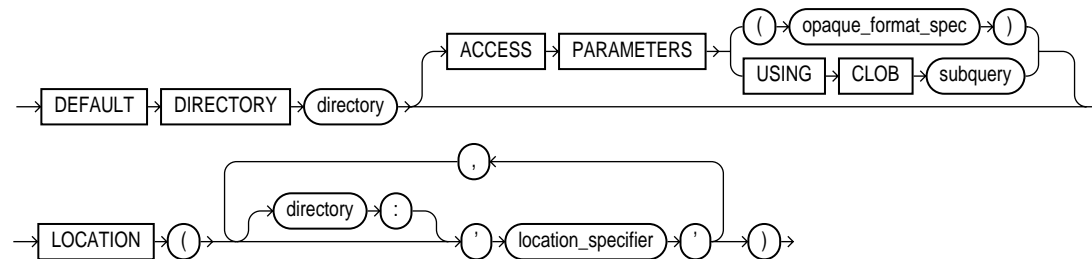 ACCESS PARAMETERS ( opaque_format_spec )
USING CLOB subquery
DEFAULT DIRECTORY directory
,
directory :
LOCATION ( ' location_specifier ' )